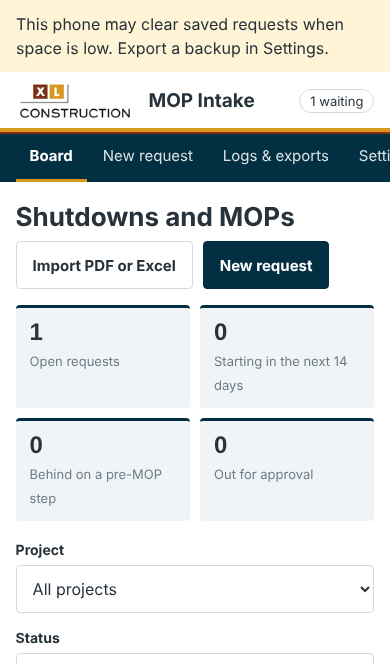 This phone may clear saved requests when
space is low. Export a backup in Settings.
XL
CONSTRUCTION
MOP Intake
1 waiting
Board
New request
Logs & exports
Setti
Shutdowns and MOPs
Import PDF or Excel
New request
1
Open requests
0
Starting in the next 14
days
0
Behind on a pre-MOP
step
0
Out for approval
Project
All projects
Status